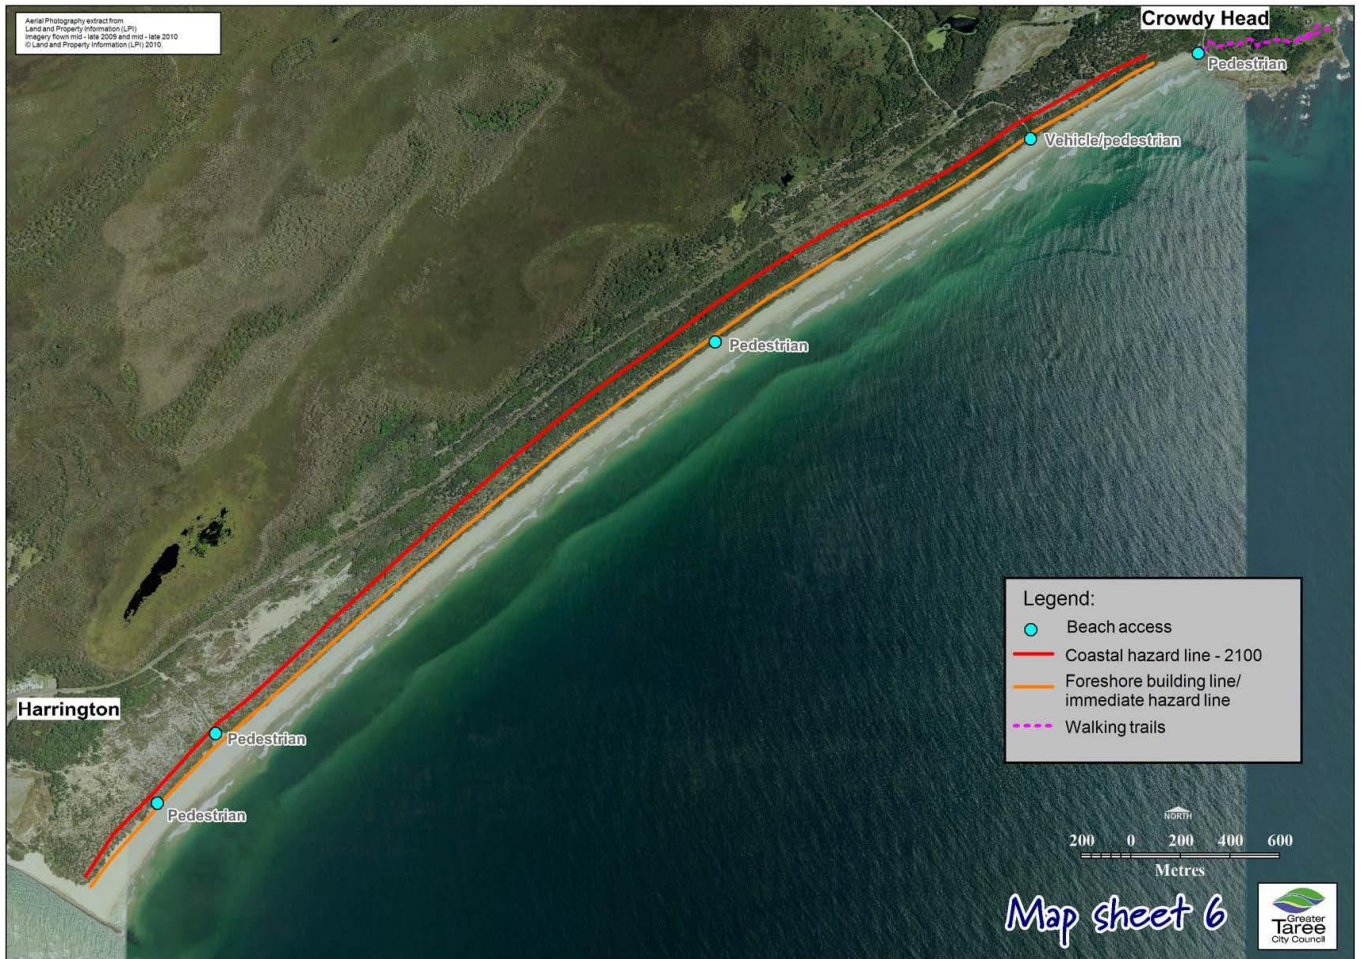 Aerial Photography extract from
Land and Property Information (LPI)
Imagery flown mid - late 2009 and mid - late 2010
© Land and Property Information (LPI) 2010.
Crowdy Head
Pedestrian
Vehicle/pedestrian
Pedestrian
Harrington
Pedestrian
Pedestrian
Legend:
Beach access
Coastal hazard line - 2100
Foreshore building line/
immediate hazard line
Walking trails
NORTH
200 0 200 400 600
Metres
Map sheet 6
Greater
Taree
City Council